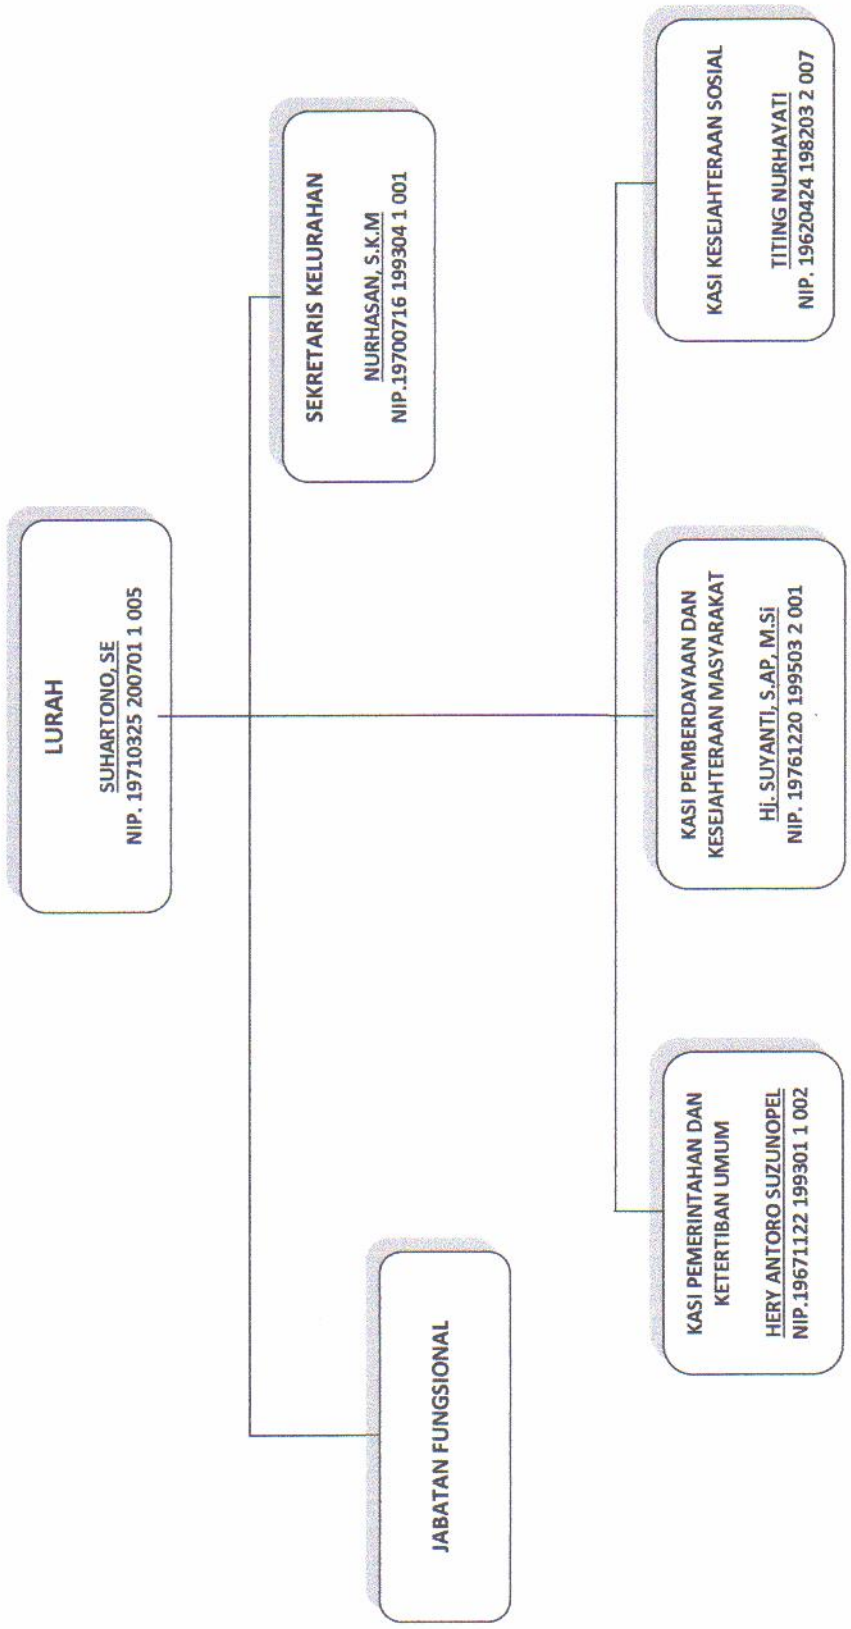 LURAH
SUHARTONO, SE
NIP. 19710325 200701 1 005
JABATAN FUNGSIONAL
SEKRETARIS KELURAHAN
NURHASAN, S.K.M
NIP.19700716 199304 1 001
KASI PEMERINTAHAN DAN
KETERTIBAN UMUM
HERY ANTORO SUZUNOPEL
NIP.19671122 199301 1 002
KASI PEMBERDAYAAN DAN
KESEJAHTERAAN MASYARAKAT
Hj. SUYANTI, S.AP, M.Si
NIP. 19761220 199503 2 001
KASI KESEJAHTERAAN SOSIAL
TITING NURHAYATI
NIP. 19620424 198203 2 007